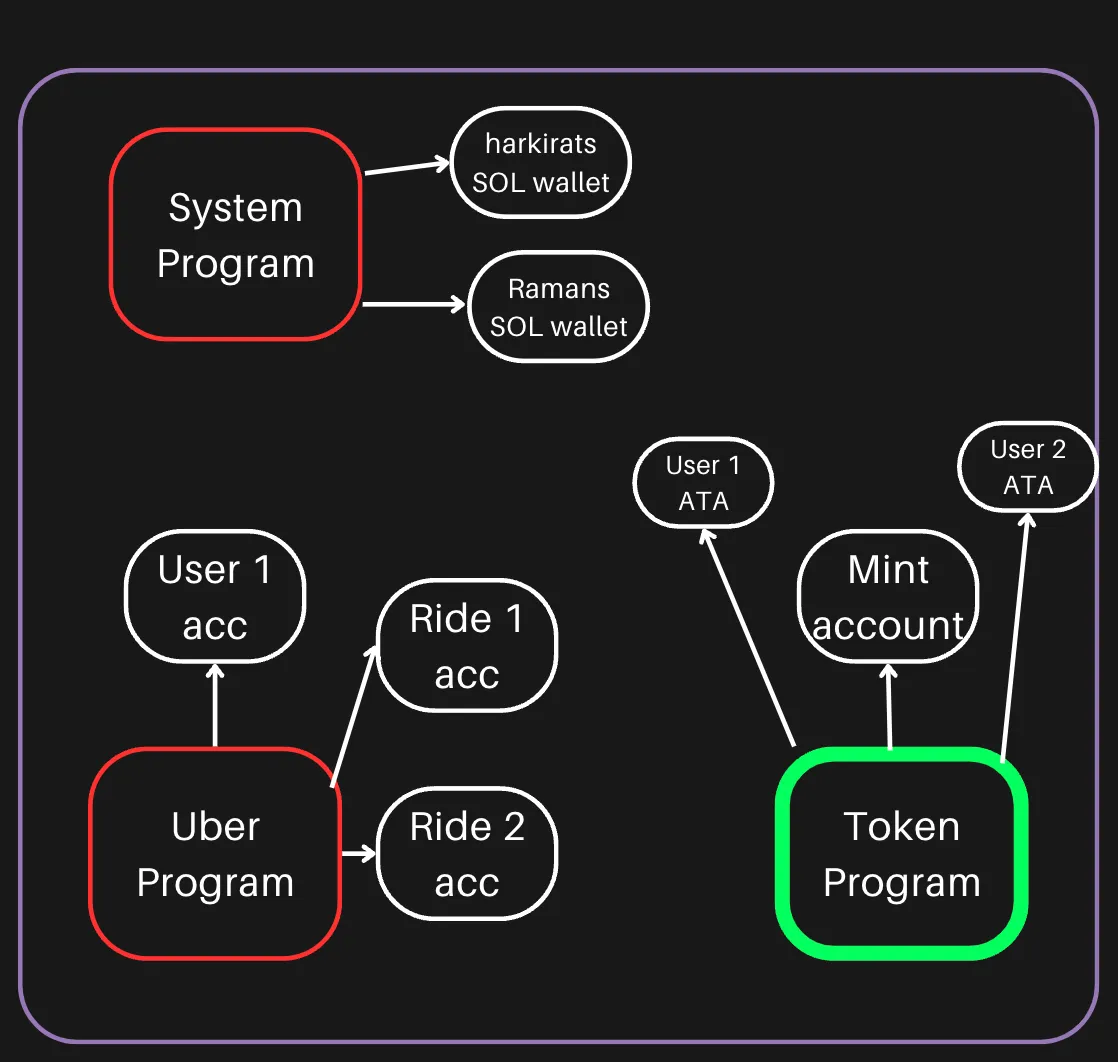 System
Program
harkirats
SOL wallet
Ramans
SOL wallet
User 1
ATA
User 2
ATA
User 1
acc
Ride 1
acc
Mint
account
Uber
Program
Ride 2
acc
Token
Program